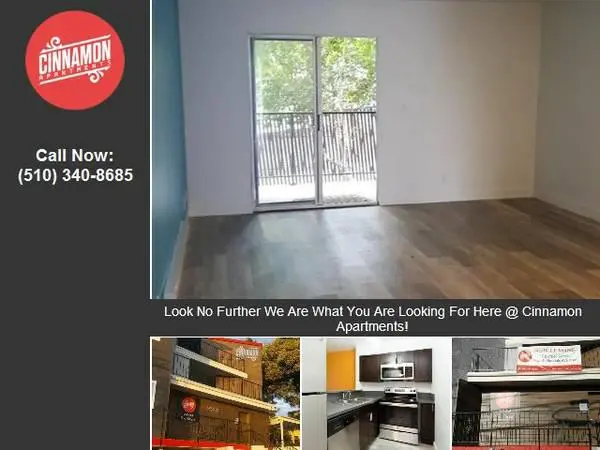 CINNAMON
APARTMENTS
Call Now:
(510) 340-8685
Look No Further We Are What You Are Looking For Here @ Cinnamon
Apartments!
CINNAMON